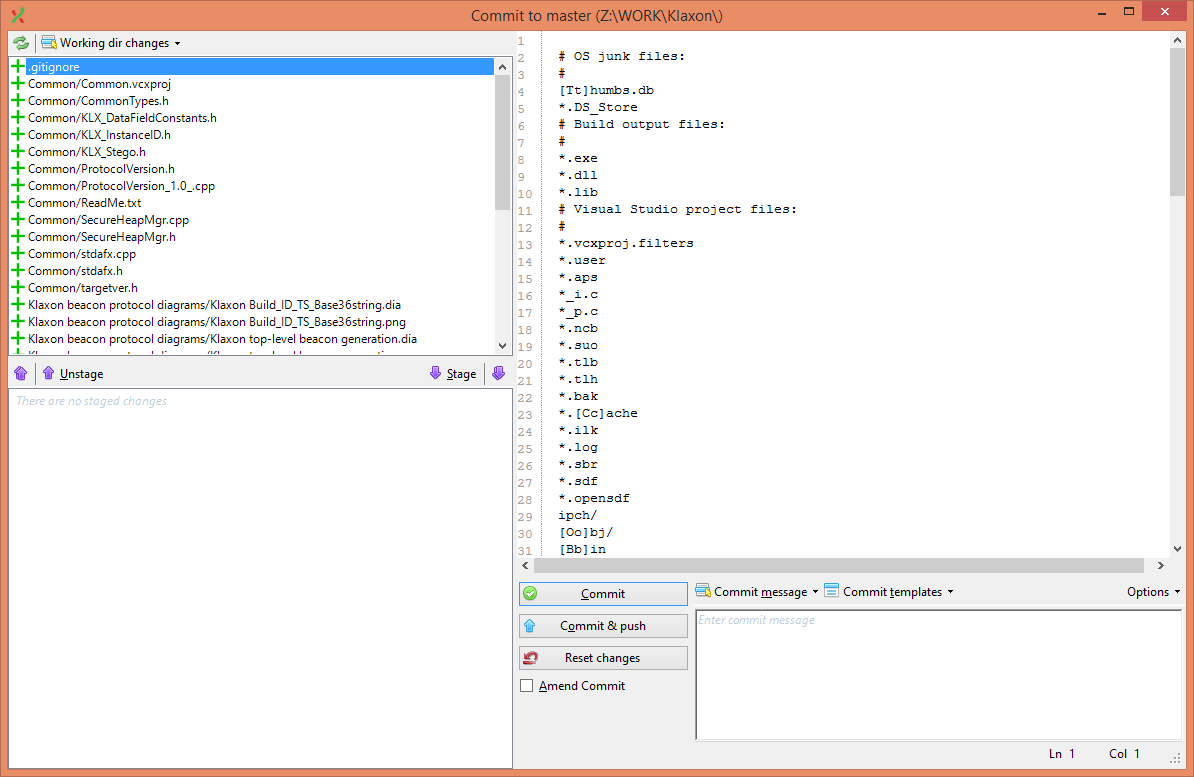 Commit to master (Z:\WORK\Klaxon\)
Working dir changes
.gitignore
Common/Common.vcxproj
Common/CommonTypes.h
Common/KLX_DataFieldConstants.h
Common/KLX_InstanceID.h
Common/KLX_Stego.h
Common/ProtocolVersion.h
Common/ProtocolVersion_1.0_.cpp
Common/ReadMe.txt
Common/SecureHeapMgr.cpp
Common/SecureHeapMgr.h
Common/stdafx.cpp
Common/stdafx.h
Common/targetver.h
Klaxon beacon protocol diagrams/Klaxon Build_ID_TS_Base36string.dia
Klaxon beacon protocol diagrams/Klaxon Build_ID_TS_Base36string.png
Klaxon beacon protocol diagrams/Klaxon top-level beacon generation.dia
Unstage
Stage
There are no staged changes
1
2 # OS junk files:
3 #
4 [Tt]humbs.db
5 *.DS_Store
6 # Build output files:
7 #
8 *.exe
9 *.dll
10 *.lib
11 # Visual Studio project files:
12 #
13 *.vcxproj.filters
14 *.user
15 *.aps
16 *_i.c
17 *_p.c
18 *.ncb
19 *.suo
20 *.tlb
21 *.tlh
22 *.bak
23 *.[Cc]ache
24 *.ilk
25 *.log
26 *.sbr
27 *.sdf
28 *.opensdf
29 ipch/
30 [Oo]bj/
31 [Bb]in
Commit
Commit & push
Reset changes
Amend Commit
Commit message
Commit templates
Options
Enter commit message
Ln 1 Col 1